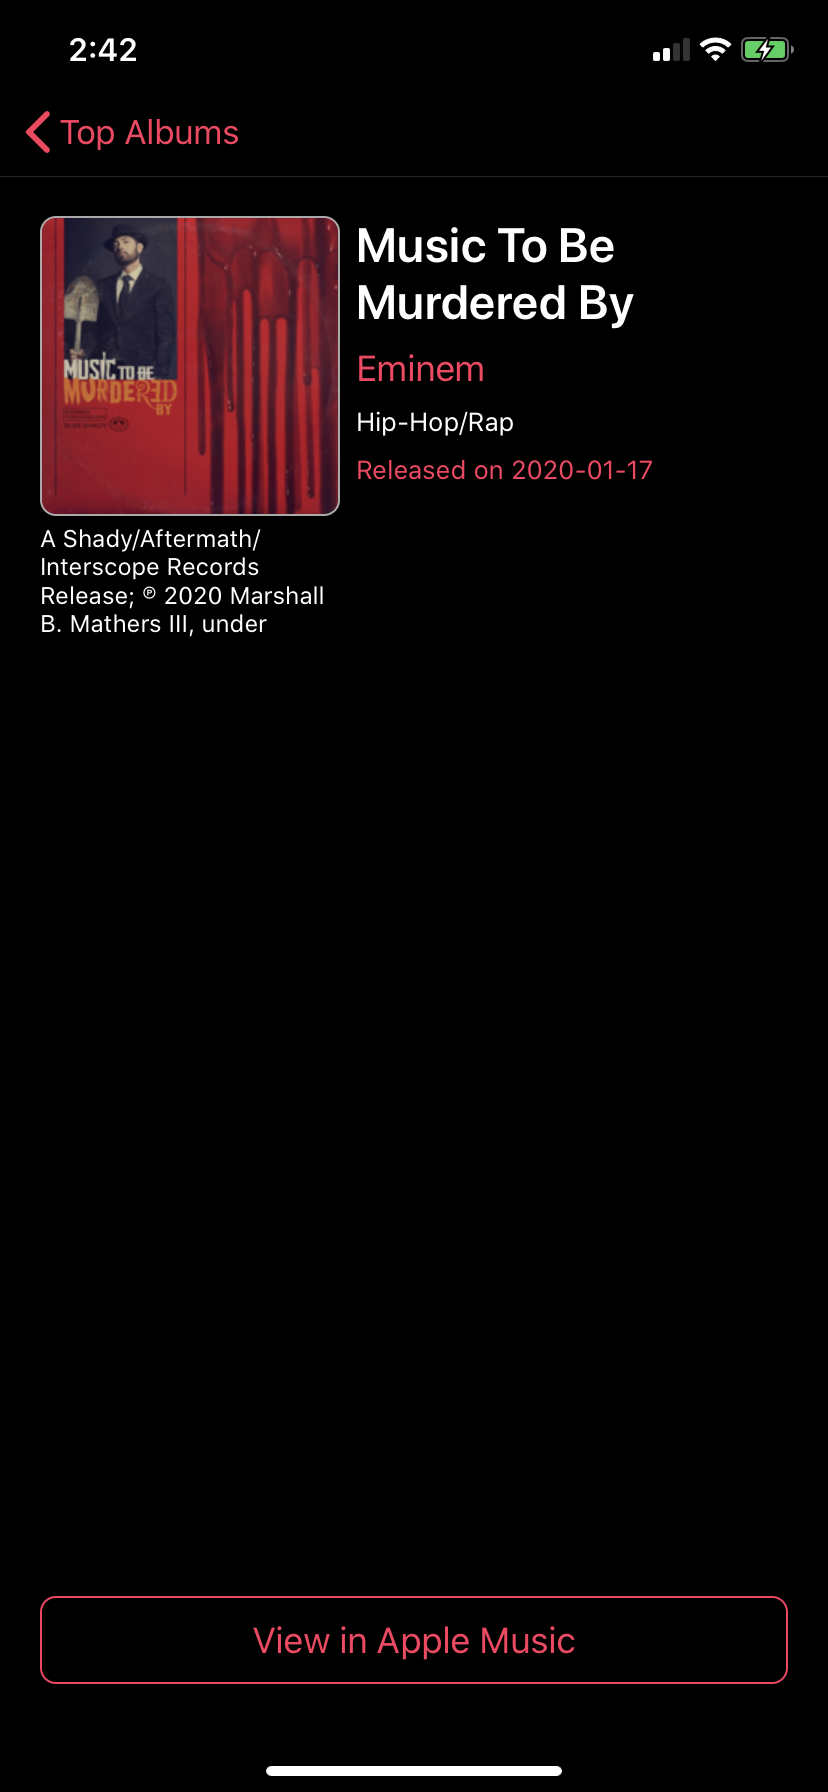 2:42
Top Albums
MUSIC TO BE
MURDERED
BY
Music To Be
Murdered By
Eminem
Hip-Hop/Rap
Released on 2020-01-17
A Shady/Aftermath/
Interscope Records
Release; ℗ 2020 Marshall
B. Mathers III, under
View in Apple Music